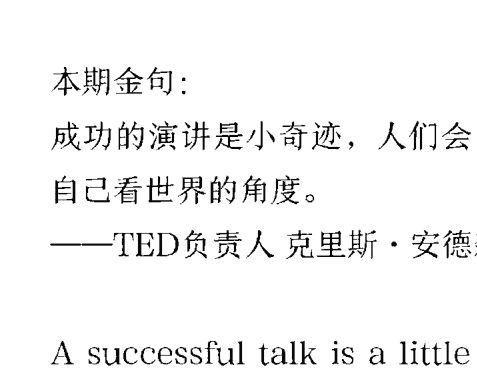 本期金句:
成功的演讲是小奇迹，人们会
自己看世界的角度。
——TED负责人 克里斯·安德
A successful talk is a little